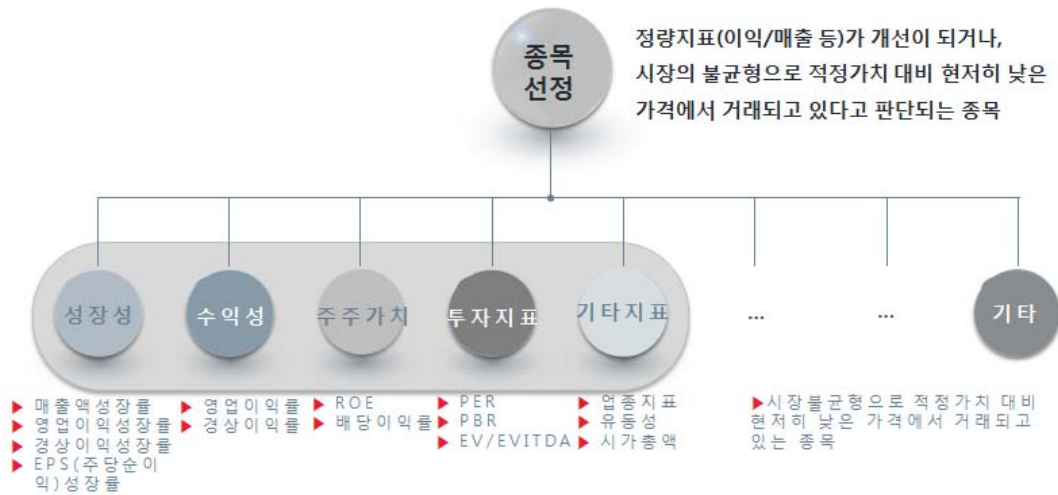 종목
선정
정량지표(이익/매출 등)가 개선이 되거나,
시장의 불균형으로 적정가치 대비 현저히 낮은
가격에서 거래되고 있다고 판단되는 종목
성장성
수익성
주주가치
투자지표
기타지표
...
...
기타
▶ 매출액성장률
▶ 영업이익성장률
▶ 경상이익성장률
▶ EPS(주당순이
익)성장률
▶ 영업이익률
▶ 경상이익률
▶ ROE
▶ 배당이익률
▶ PER
▶ PBR
▶ EV/EVITDA
▶ 업종지표
▶ 유동성
▶ 시가총액
▶시장불균형으로 적정가치 대비
현저히 낮은 가격에서 거래되고
있는 종목